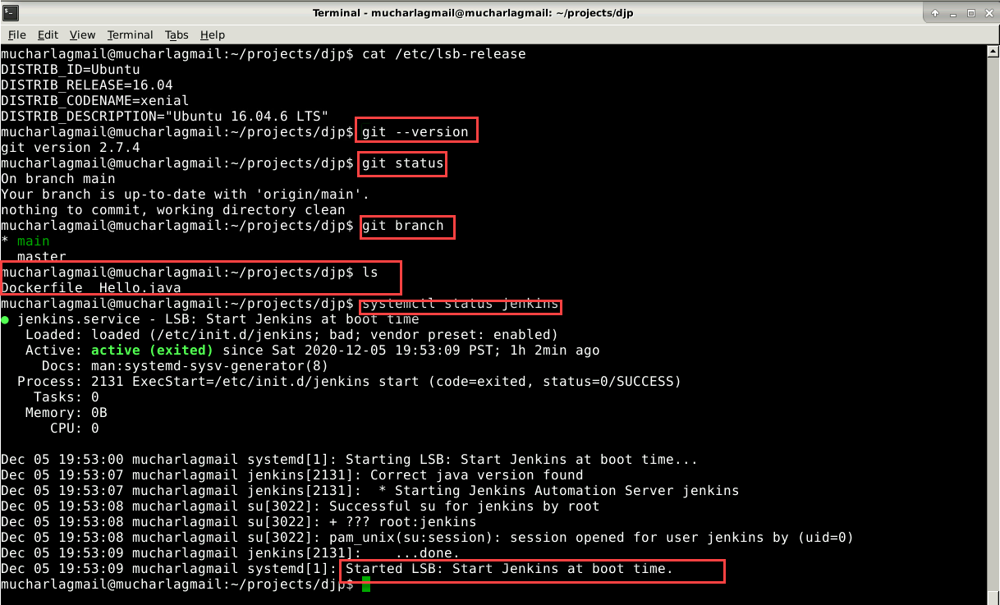 Terminal - mucharlagmail@mucharlagmail: ~/projects/djp
File Edit View Terminal Tabs Help
mucharlagmail@mucharlagmail:~/projects/djp$ cat /etc/lsb-release
DISTRIB_ID=Ubuntu
DISTRIB_RELEASE=16.04
DISTRIB_CODENAME=xenial
DISTRIB_DESCRIPTION="Ubuntu 16.04.6 LTS"
mucharlagmail@mucharlagmail:~/projects/djp$ git --version
git version 2.7.4
mucharlagmail@mucharlagmail:~/projects/djp$ git status
On branch main
Your branch is up-to-date with 'origin/main'.
nothing to commit, working directory clean
mucharlagmail@mucharlagmail:~/projects/djp$ git branch
* main
  master
mucharlagmail@mucharlagmail:~/projects/djp$ ls
Dockerfile  Hello.java
mucharlagmail@mucharlagmail:~/projects/djp$ systemctl status jenkins
● jenkins.service - LSB: Start Jenkins at boot time
   Loaded: loaded (/etc/init.d/jenkins; bad; vendor preset: enabled)
   Active: active (exited) since Sat 2020-12-05 19:53:09 PST; 1h 2min ago
     Docs: man:systemd-sysv-generator(8)
  Process: 2131 ExecStart=/etc/init.d/jenkins start (code=exited, status=0/SUCCESS)
    Tasks: 0
   Memory: 0B
      CPU: 0
Dec 05 19:53:00 mucharlagmail systemd[1]: Starting LSB: Start Jenkins at boot time...
Dec 05 19:53:07 mucharlagmail jenkins[2131]: Correct java version found
Dec 05 19:53:07 mucharlagmail jenkins[2131]:  * Starting Jenkins Automation Server jenkins
Dec 05 19:53:08 mucharlagmail su[3022]: Successful su for jenkins by root
Dec 05 19:53:08 mucharlagmail su[3022]: + ??? root:jenkins
Dec 05 19:53:08 mucharlagmail su[3022]: pam_unix(su:session): session opened for user jenkins by (uid=0)
Dec 05 19:53:09 mucharlagmail jenkins[2131]:    ...done.
Dec 05 19:53:09 mucharlagmail systemd[1]: Started LSB: Start Jenkins at boot time.
mucharlagmail@mucharlagmail:~/projects/djp$